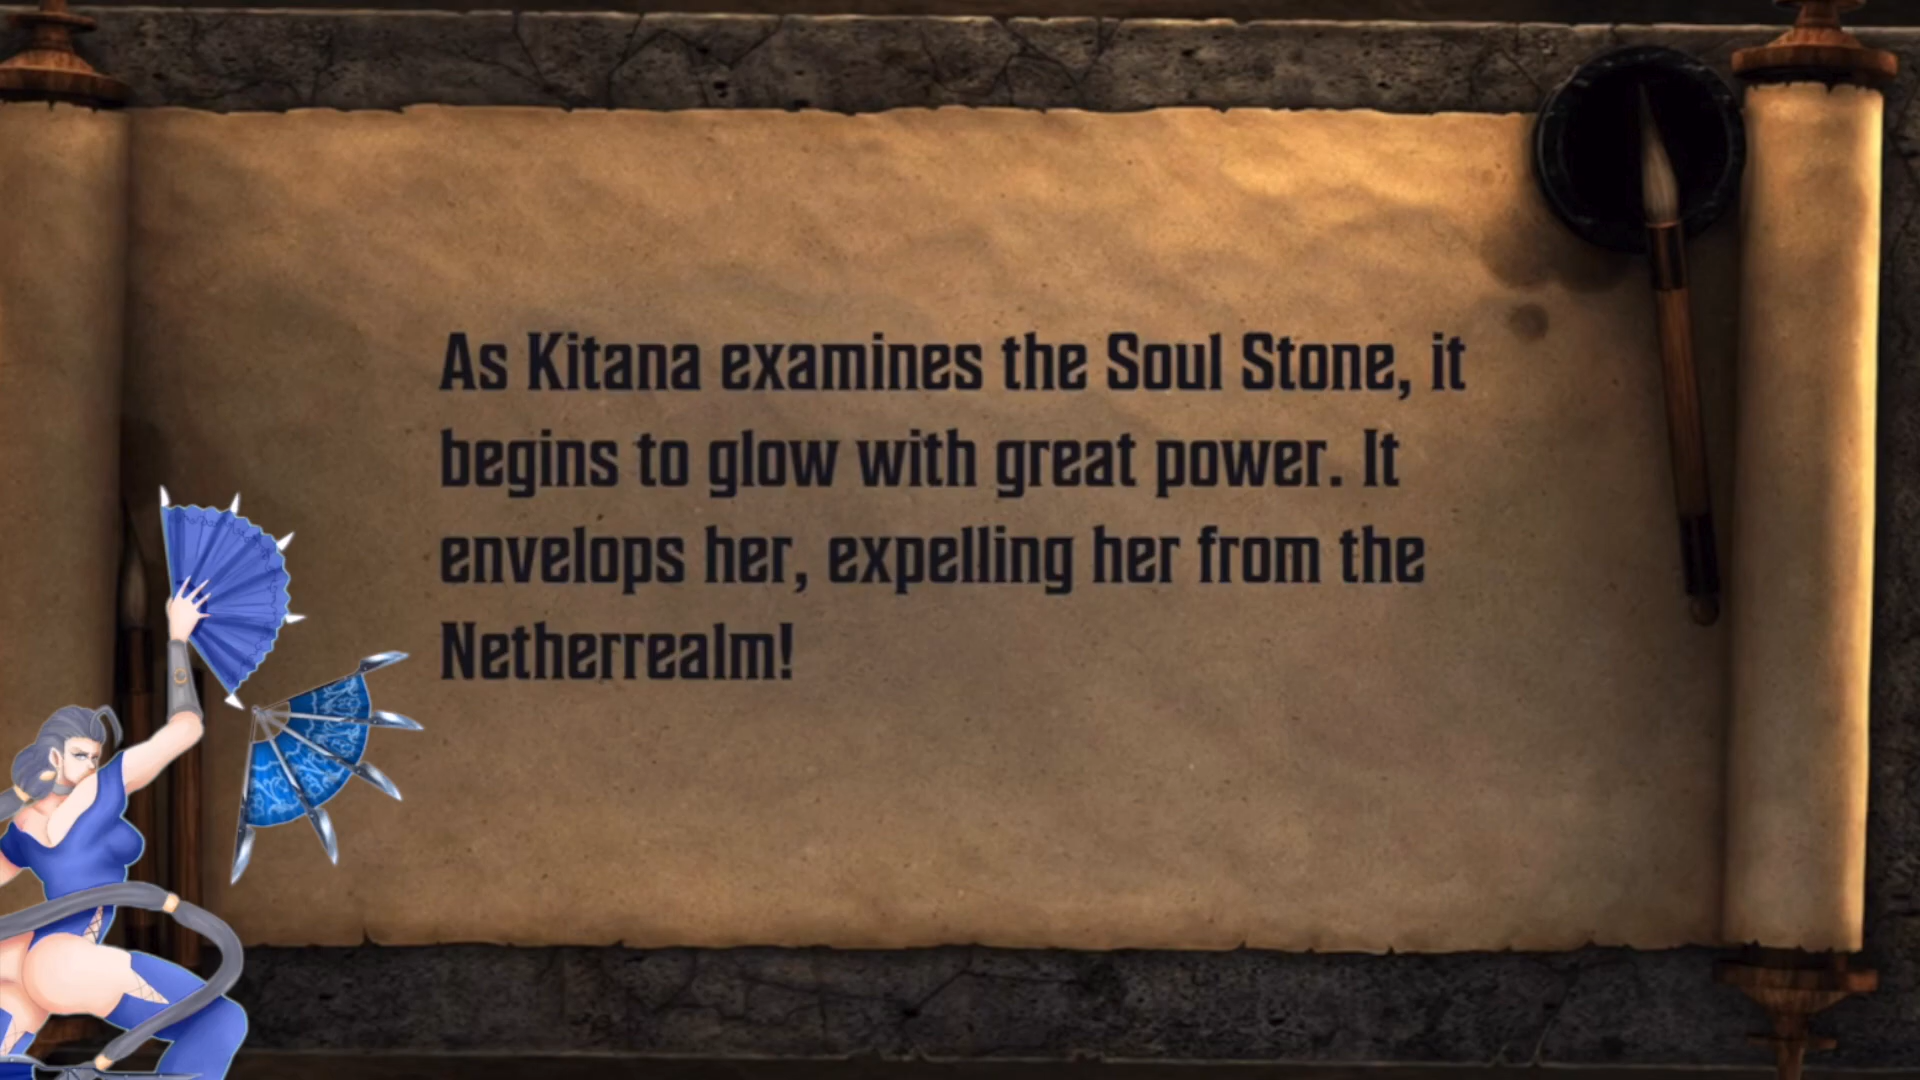 As Kitana examines the Soul Stone, it
begins to glow with great power. It
envelops her, expelling her from the
Netherrealm!